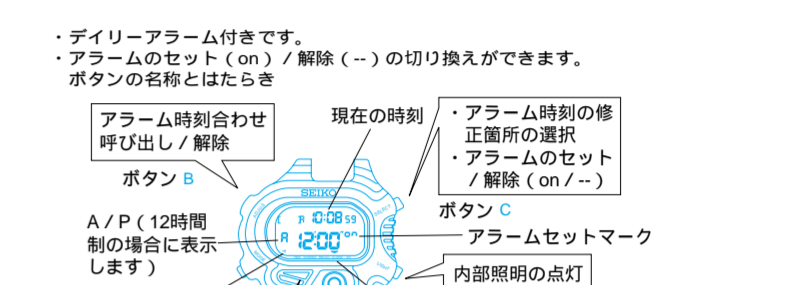 ・デイリーアラーム付きです。
・アラームのセット（on）/ 解除（--）の切り換えができます。
ボタンの名称とはたらき
アラーム時刻合わせ
呼び出し / 解除
ボタン B
現在の時刻
・アラーム時刻の修
正箇所の選択
・アラームのセット
/ 解除（on / --）
ボタン C
A / P（12時間
制の場合に表示
します）
SEIKO
10:08 59
A 12:00 on
アラームセットマーク
LIGHT
内部照明の点灯